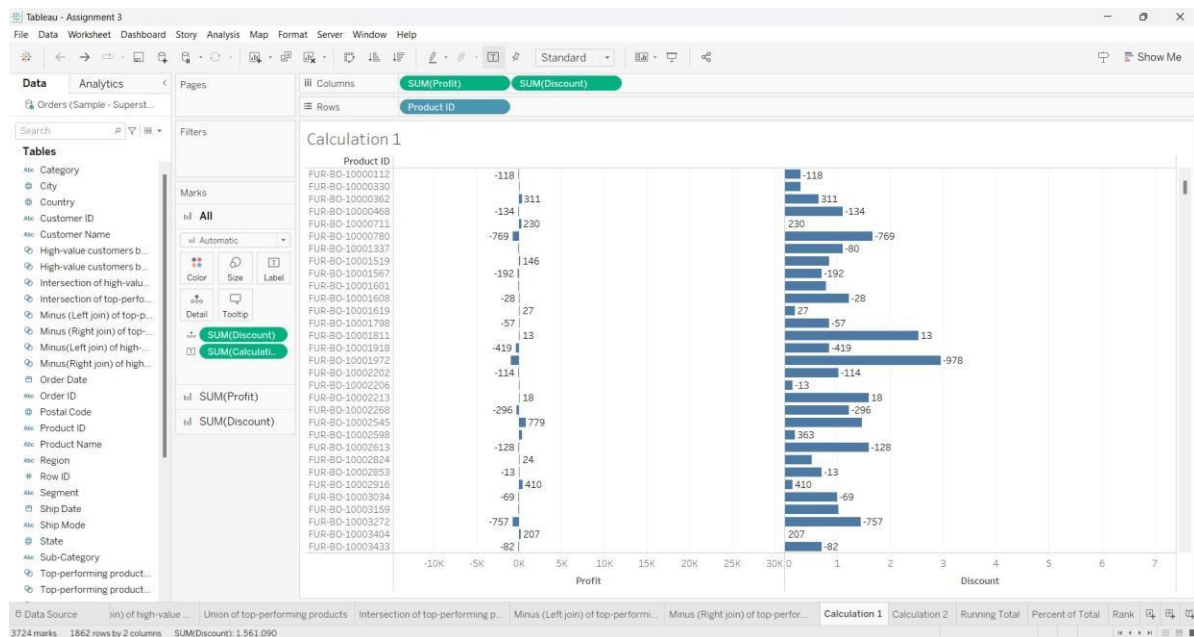 Tableau - Assignment 3
File Data Worksheet Dashboard Story Analysis Map Format Server Window Help
Standard
Show Me
Data
Analytics
Orders (Sample - Superst...
Search
Tables
Abc Category
City
Country
Abc Customer ID
Abc Customer Name
High-value customers b...
High-value customers b...
Intersection of high-valu...
Intersection of top-perfo...
Minus (Left join) of top-p...
Minus (Right join) of top-...
Minus(Left join) of high-...
Minus(Right join) of high...
Order Date
Abc Order ID
Postal Code
Abc Product ID
Abc Product Name
Abc Region
# Row ID
Abc Segment
Ship Date
Abc Ship Mode
State
Abc Sub-Category
Top-performing product...
Top-performing product...
Pages
Filters
Marks
All
Automatic
Color Size Label
Detail Tooltip
SUM(Discount)
SUM(Calculati..
SUM(Profit)
SUM(Discount)
Columns SUM(Profit) SUM(Discount)
Rows Product ID
Calculation 1
Product ID
FUR-BO-10000112 -118 -118
FUR-BO-10000330
FUR-BO-10000362 311 311
FUR-BO-10000468 -134 -134
FUR-BO-10000711 230 230
FUR-BO-10000780 -769 -769
FUR-BO-10001337 -80
FUR-BO-10001519 146
FUR-BO-10001567 -192 -192
FUR-BO-10001601
FUR-BO-10001608 -28 -28
FUR-BO-10001619 27 27
FUR-BO-10001798 -57 -57
FUR-BO-10001811 13 13
FUR-BO-10001918 -419 -419
FUR-BO-10001972 -978
FUR-BO-10002202 -114 -114
FUR-BO-10002206 -13
FUR-BO-10002213 18 18
FUR-BO-10002268 -296 -296
FUR-BO-10002545 779
FUR-BO-10002598 363
FUR-BO-10002613 -128 -128
FUR-BO-10002824 24
FUR-BO-10002853 -13 -13
FUR-BO-10002916 410 410
FUR-BO-10003034 -69 -69
FUR-BO-10003159
FUR-BO-10003272 -757 -757
FUR-BO-10003404 207 207
FUR-BO-10003433 -82 -82
-10K -5K 0K 5K 10K 15K 20K 25K 30K 0 1 2 3 4 5 6 7
Profit Discount
Data Source
oin) of high-value ... Union of top-performing products Intersection of top-performing p... Minus (Left join) of top-performi... Minus (Right join) of top-perfor... Calculation 1 Calculation 2 Running Total Percent of Total Rank
3724 marks 1862 rows by 2 columns SUM(Discount): 1.561.090